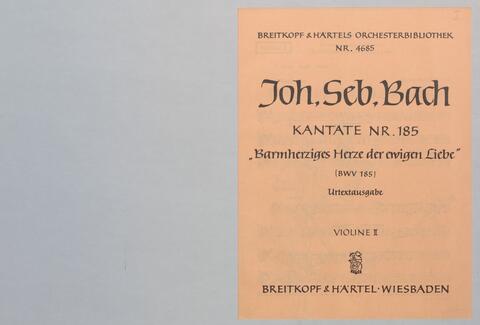 BREITKOPF & HÄRTELS ORCHESTERBIBLIOTHEK
NR. 4685
Joh. Seb. Bach
KANTATE NR. 185
„Barmherziges Herze der ewigen Liebe"
(BWV 185)
Urtextausgabe
VIOLINE II
BREITKOPF & HÄRTEL · WIESBADEN